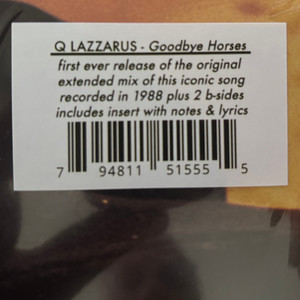 Q LAZZARUS - Goodbye Horses
first ever release of the original
extended mix of this iconic song
recorded in 1988 plus 2 b-sides
includes insert with notes & lyrics
7 94811 51555 5